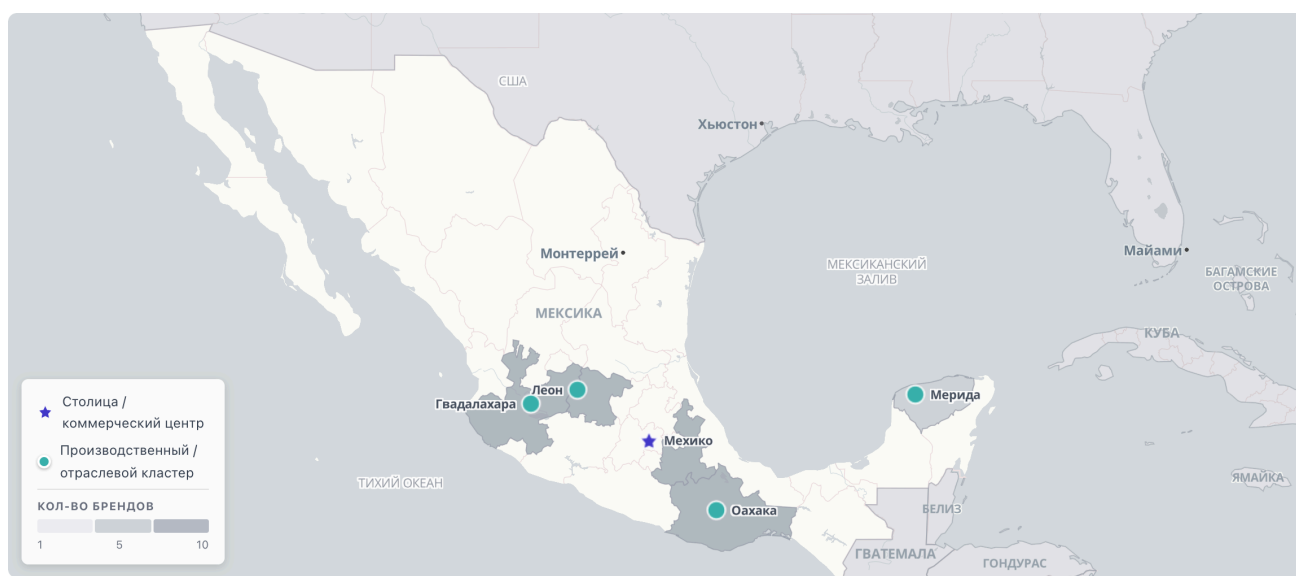 США
Хьюстон
Монтеррей
Майами
МЕКСИКАНСКИЙ
ЗАЛИВ
БАГАМСКИЕ
ОСТРОВА
МЕКСИКА
КУБА
Леон
Гвадалахара
Мерида
Мехико
ТИХИЙ ОКЕАН
ЯМАЙКА
Оахака
БЕЛИЗ
ГВАТЕМАЛА
ГОНДУРАС
Столица /
коммерческий центр
Производственный /
отраслевой кластер
КОЛ-ВО БРЕНДОВ
1 5 10